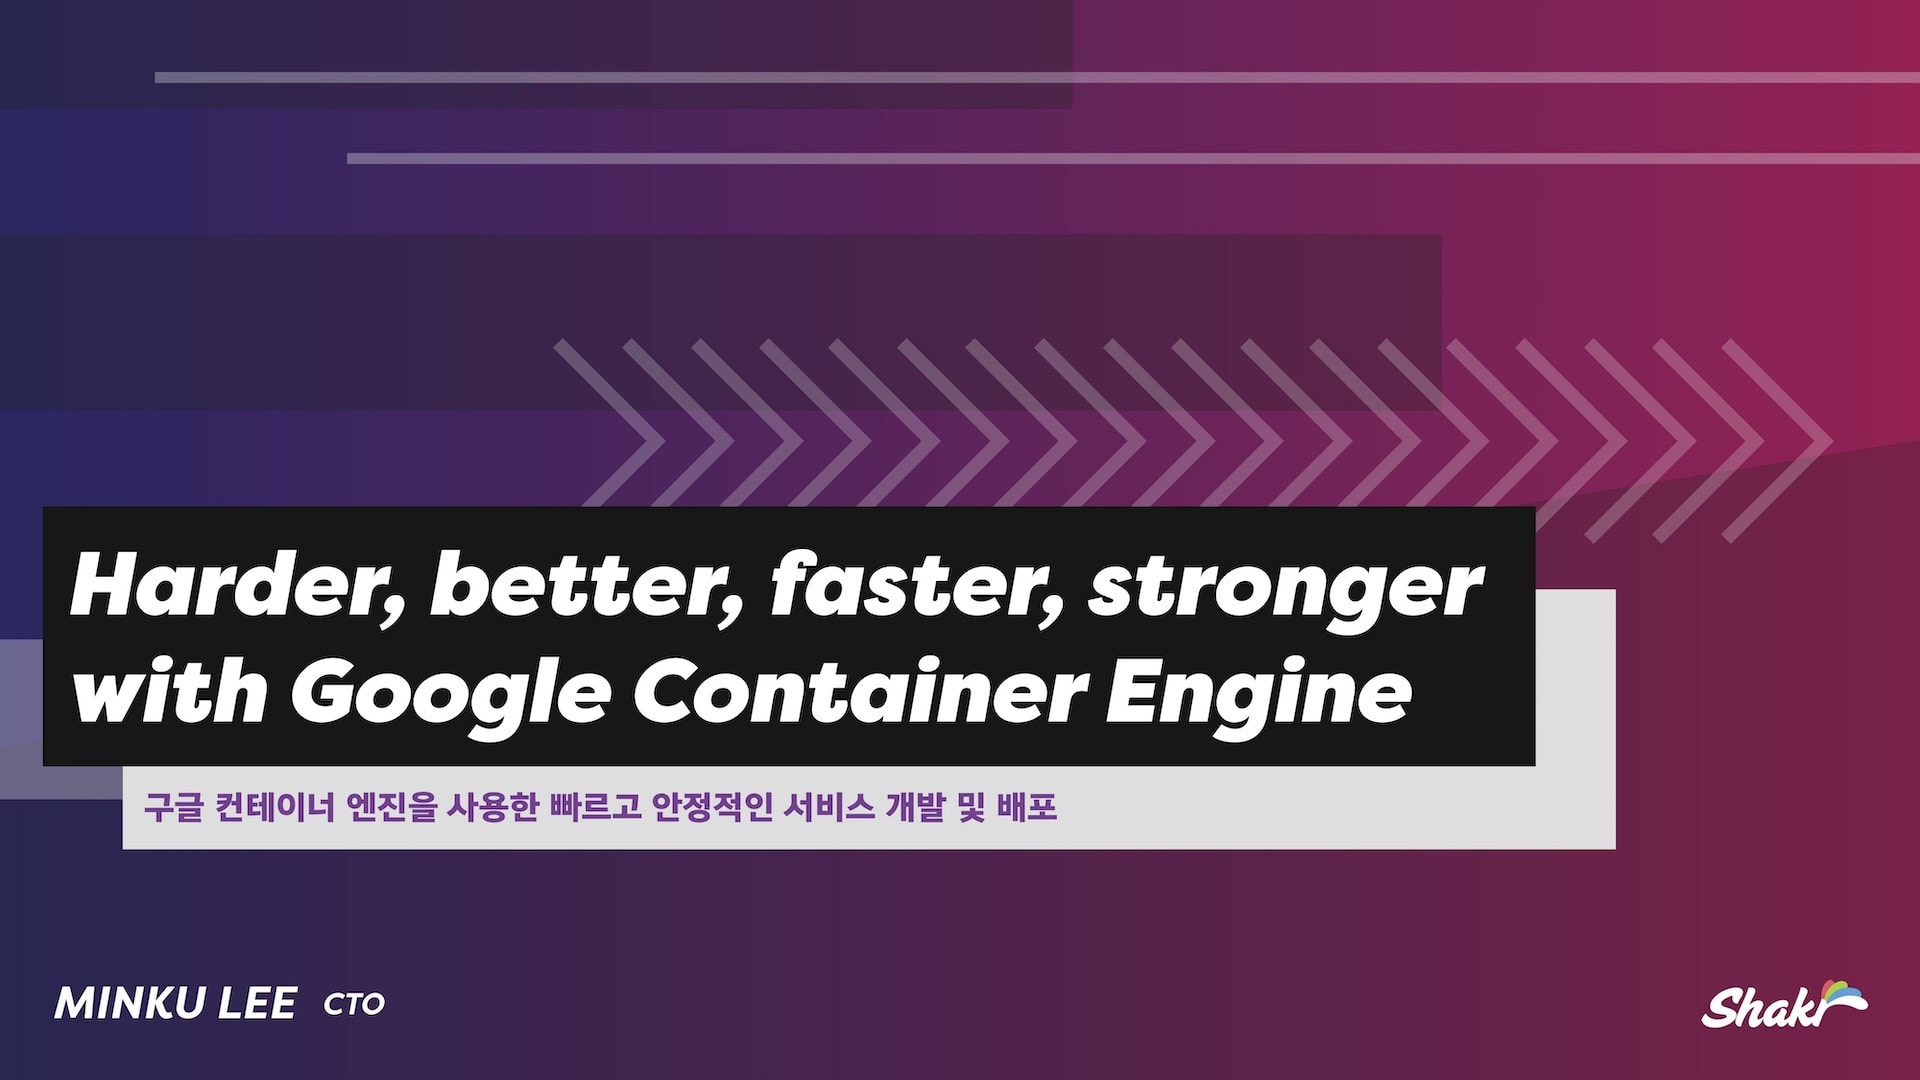 Harder, better, faster, stronger
with Google Container Engine
구글 컨테이너 엔진을 사용한 빠르고 안정적인 서비스 개발 및 배포
MINKU LEE CTO
Shakr